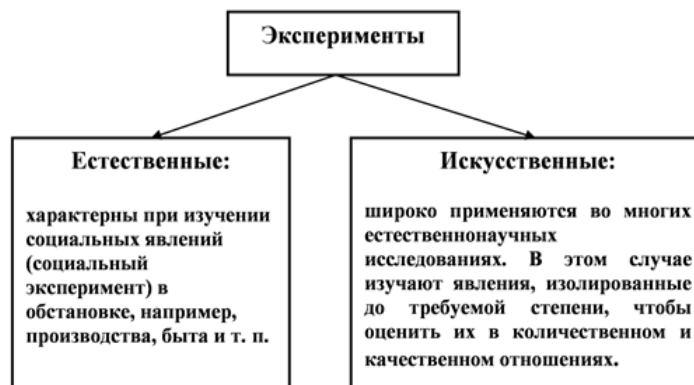 Эксперименты
Естественные:
характерны при изучении
социальных явлений
(социальный
эксперимент) в
обстановке, например,
производства, быта и т. п.
Искусственные:
широко применяются во многих
естественнонаучных
исследованиях. В этом случае
изучают явления, изолированные
до требуемой степени, чтобы
оценить их в количественном и
качественном отношениях.